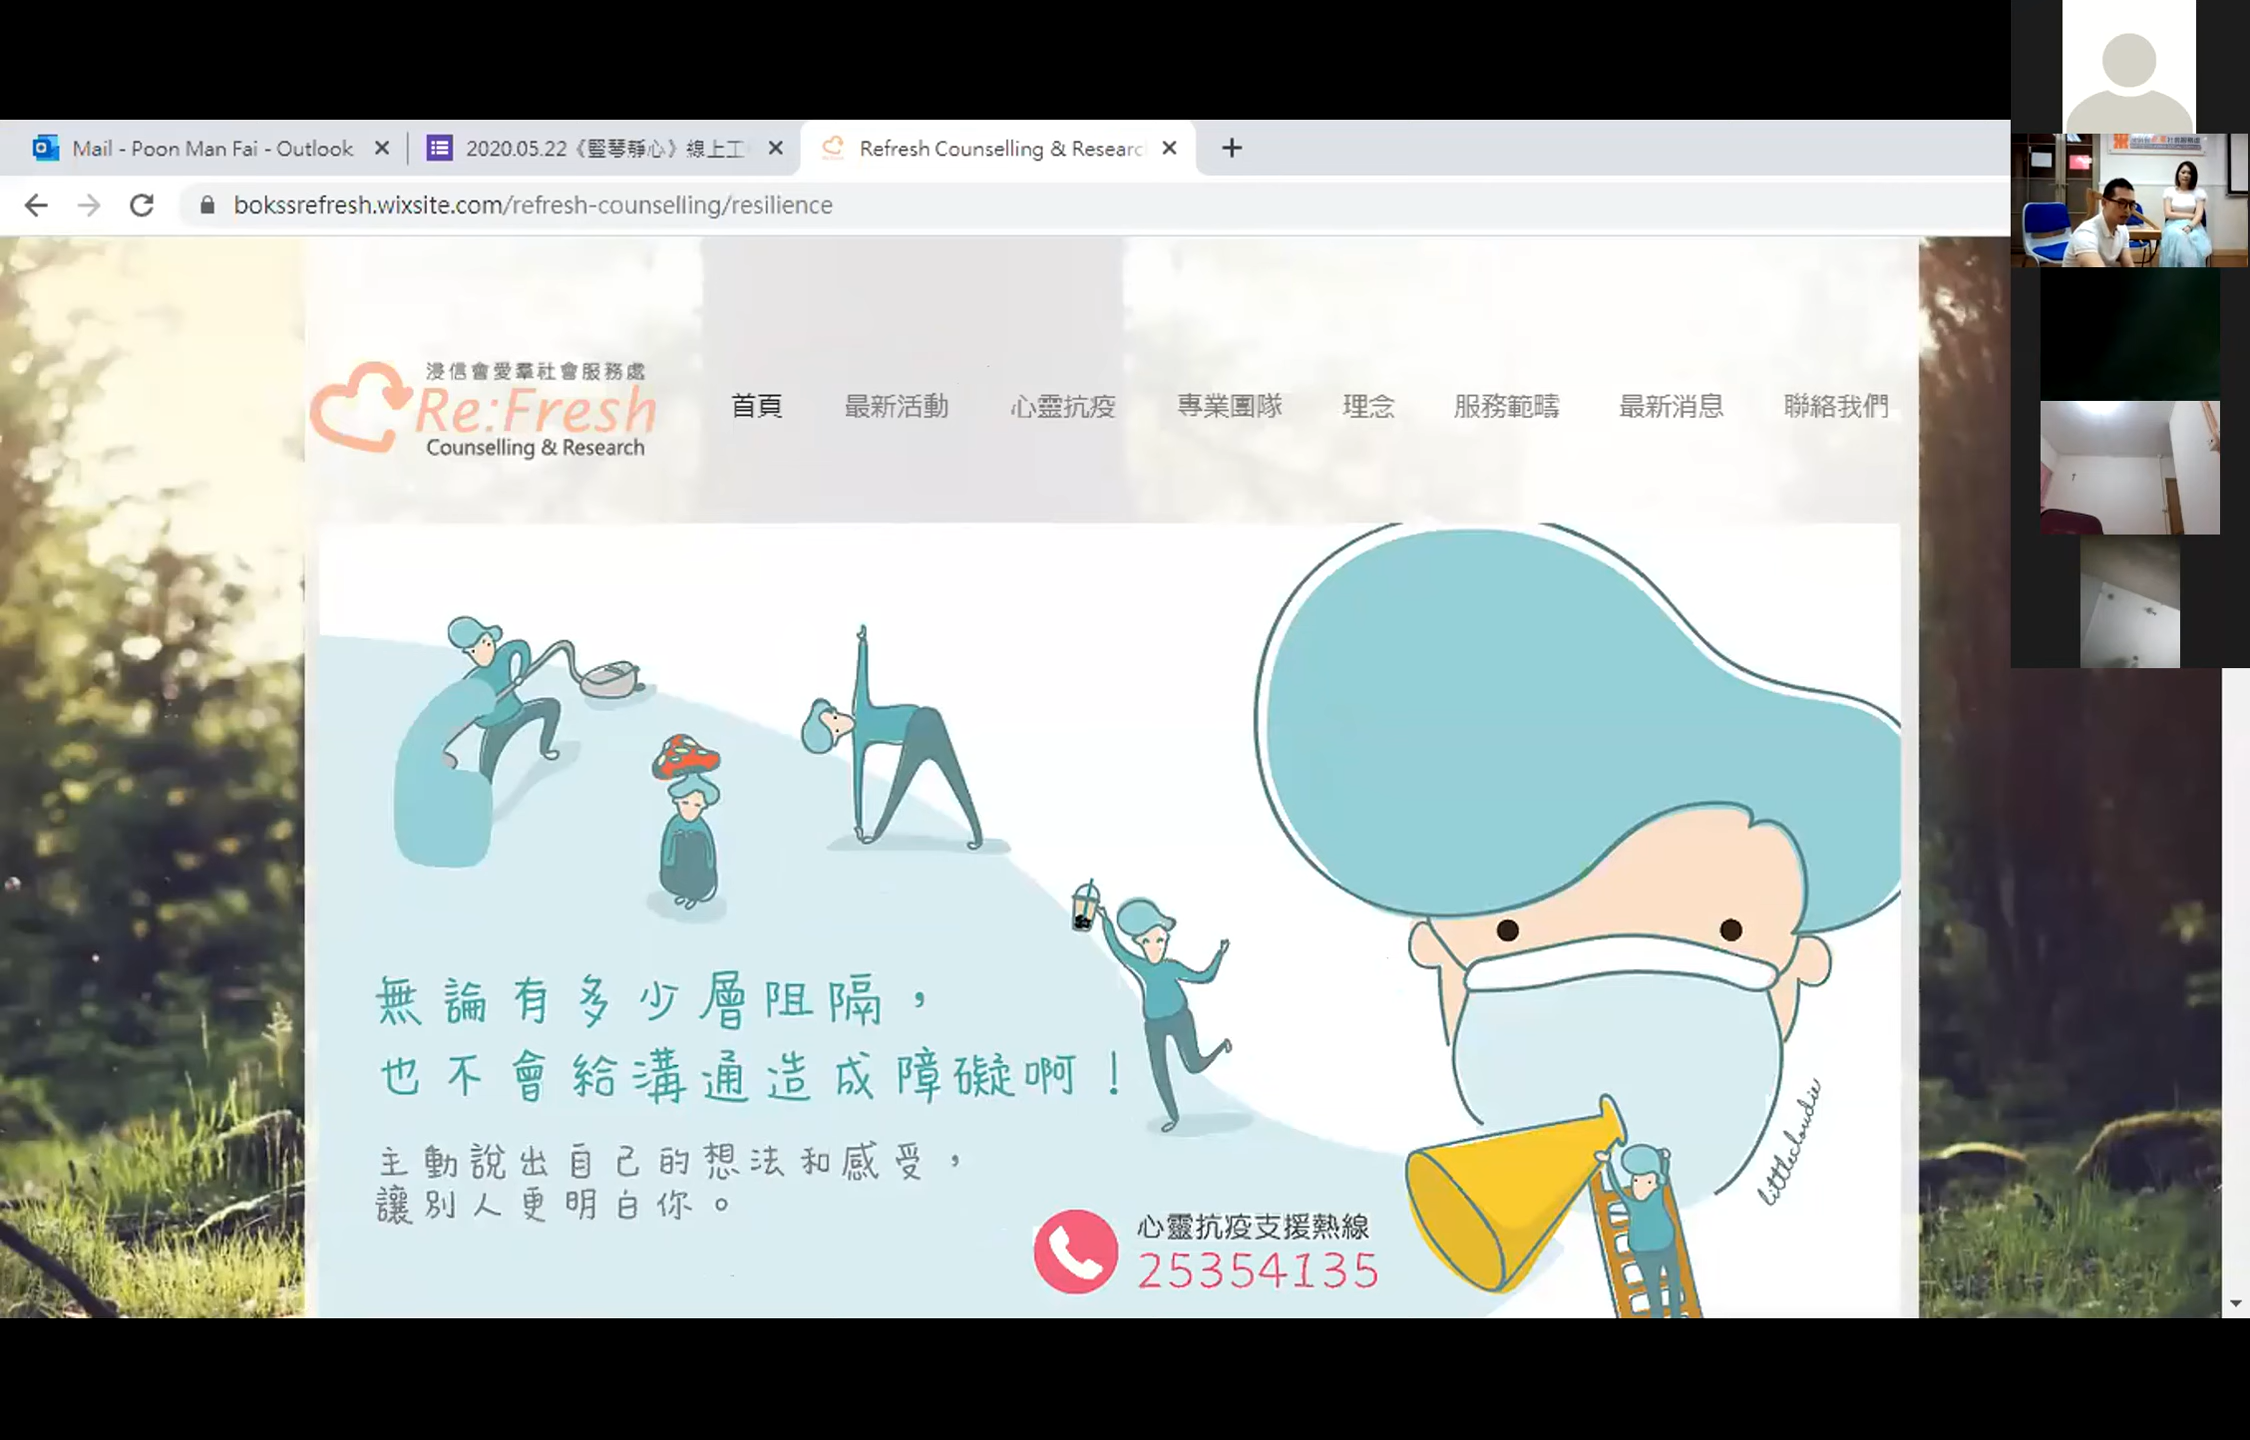 Mail - Poon Man Fai - Outlook
2020.05.22《豎琴靜心》線上工
Refresh Counselling & Researc
bokssrefresh.wixsite.com/refresh-counselling/resilience
浸信會愛羣社會服務處
Re:Fresh
Counselling & Research
首頁 最新活動 心靈抗疫 專業團隊 理念 服務範疇 最新消息 聯絡我們
無論有多少層阻隔，
也不會給溝通造成障礙啊！
主動說出自己的想法和感受，
讓別人更明白你。
心靈抗疫支援熱線
25354135
littlecloudie